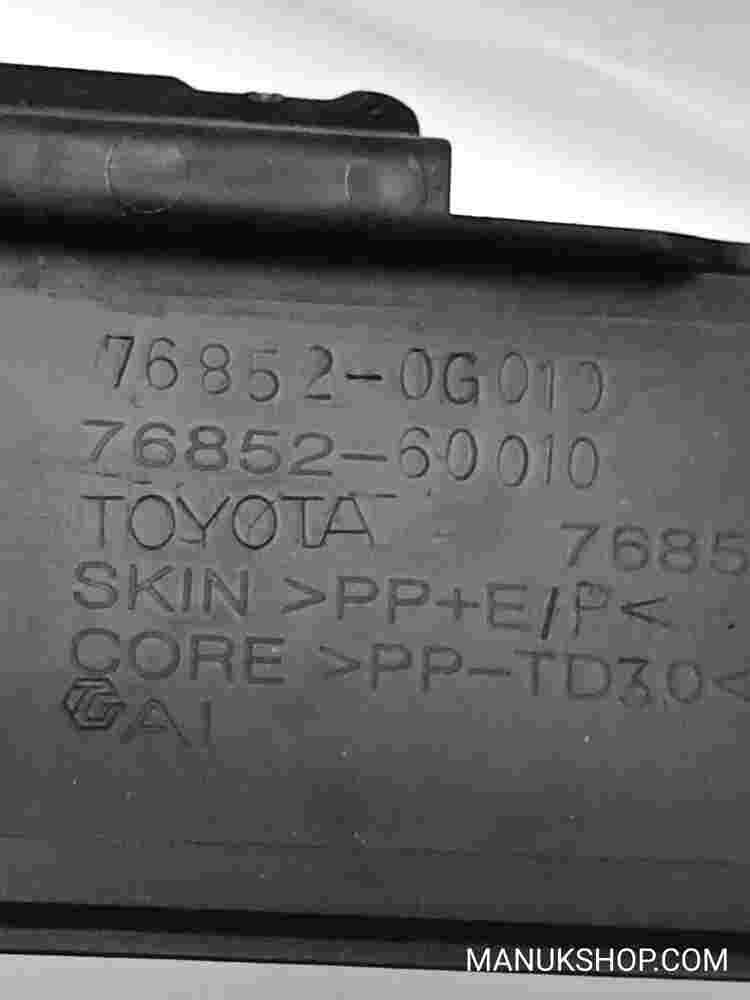 76852-0G010
76852-60010
TOYOTA 7685
SKIN >PP+E/P<
CORE >PP-TD30<
AI
MANUKSHOP.COM